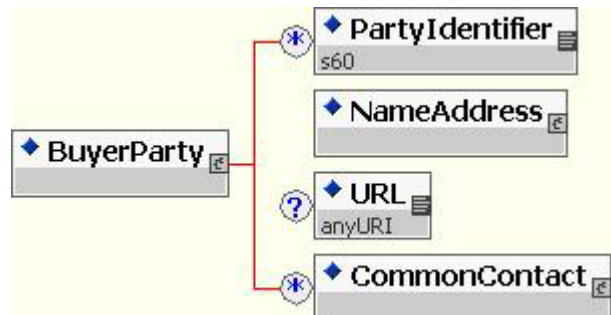 PartyIdentifier
s60
NameAddress
BuyerParty
URL
anyURI
CommonContact